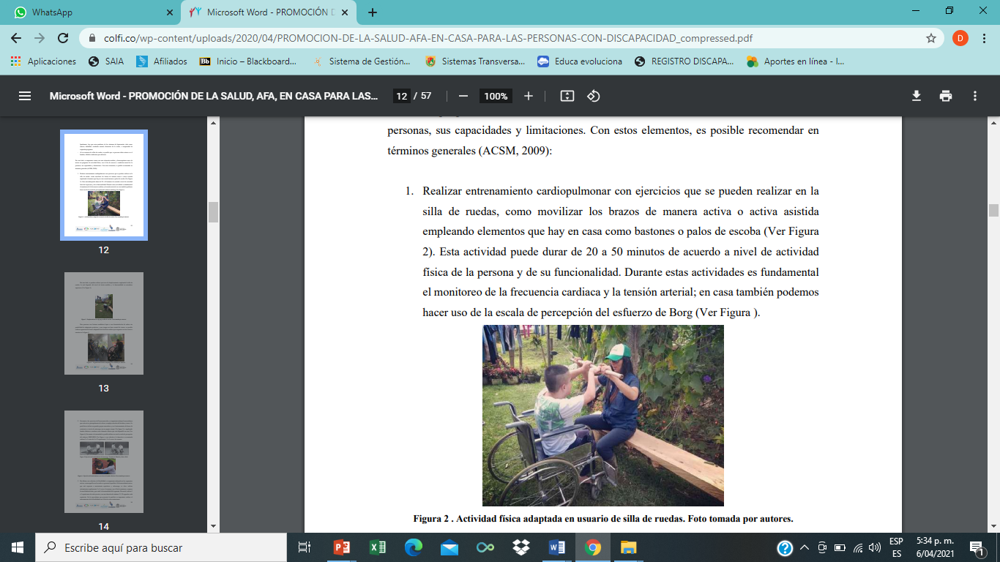 WhatsApp
Microsoft Word - PROMOCIÓN D
colfi.co/wp-content/uploads/2020/04/PROMOCION-DE-LA-SALUD-AFA-EN-CASA-PARA-LAS-PERSONAS-CON-DISCAPACIDAD_compressed.pdf
D
Aplicaciones
SAIA
Afiliados
Bb
Inicio – Blackboard...
Sistema de Gestión...
Sistemas Transversa...
Educa evoluciona
REGISTRO DISCAPA...
Aportes en línea - I...
Microsoft Word - PROMOCIÓN DE LA SALUD, AFA, EN CASA PARA LAS...
12 / 57
100%
personas, sus capacidades y limitaciones. Con estos elementos, es posible recomendar en
términos generales (ACSM, 2009):
1. Realizar entrenamiento cardiopulmonar con ejercicios que se pueden realizar en la
silla de ruedas, como movilizar los brazos de manera activa o activa asistida
empleando elementos que hay en casa como bastones o palos de escoba (Ver Figura
2). Esta actividad puede durar de 20 a 50 minutos de acuerdo a nivel de actividad
física de la persona y de su funcionalidad. Durante estas actividades es fundamental
el monitoreo de la frecuencia cardiaca y la tensión arterial; en casa también podemos
hacer uso de la escala de percepción del esfuerzo de Borg (Ver Figura ).
Figura 2 . Actividad física adaptada en usuario de silla de ruedas. Foto tomada por autores.
12
13
14
Escribe aquí para buscar
ESP
ES
5:34 p. m.
6/04/2021
1